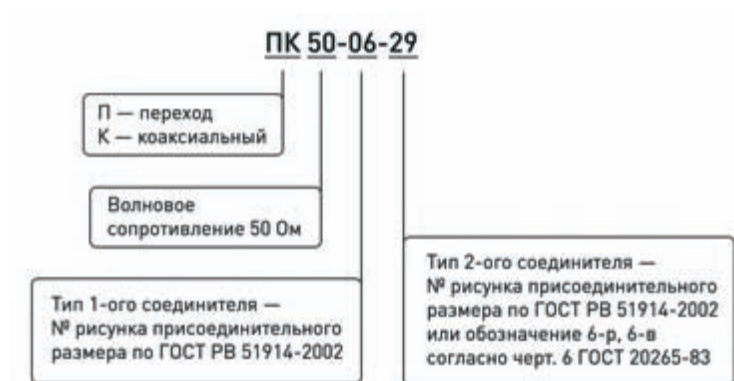 ПК 50-06-29
П — переход
К — коаксиальный
Волновое
сопротивление 50 Ом
Тип 1-ого соединителя —
№ рисунка присоединительного
размера по ГОСТ РВ 51914-2002
Тип 2-ого соединителя —
№ рисунка присоединительного
размера по ГОСТ РВ 51914-2002
или обозначение 6-р, 6-в
согласно черт. 6 ГОСТ 20265-83